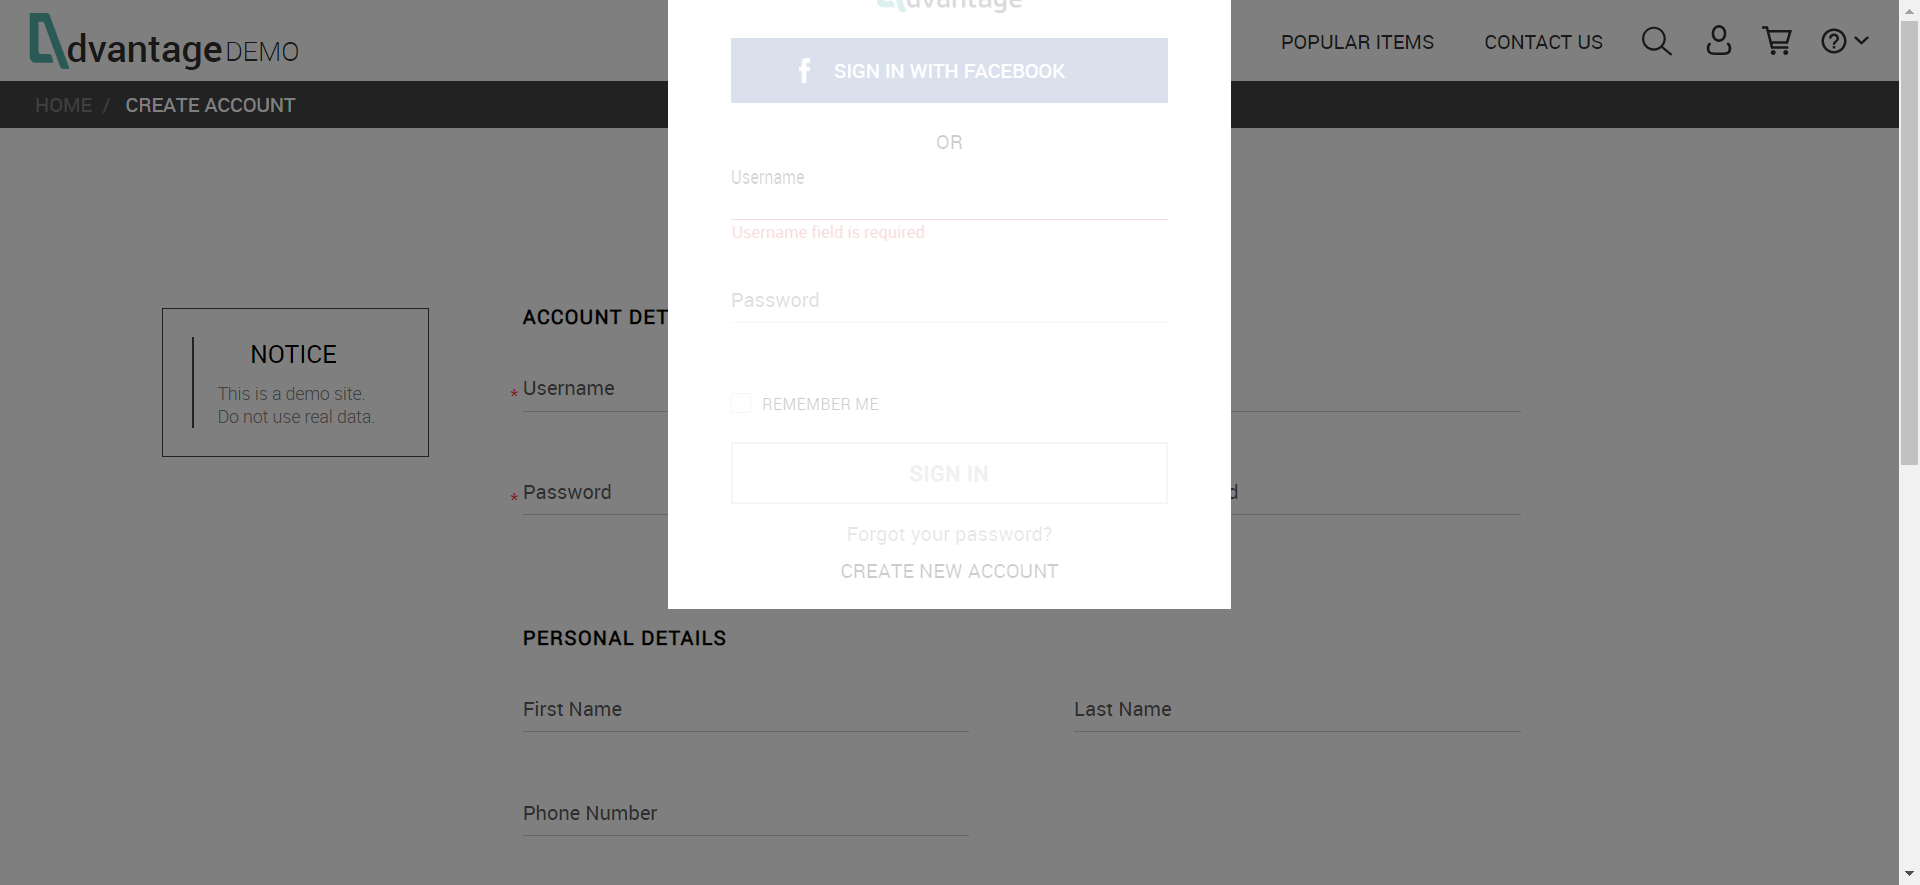 dvantage DEMO
dvantage
POPULAR ITEMS
CONTACT US
HOME / CREATE ACCOUNT
SIGN IN WITH FACEBOOK
OR
Username
Username field is required
Password
REMEMBER ME
SIGN IN
Forgot your password?
CREATE NEW ACCOUNT
NOTICE
This is a demo site.
Do not use real data.
ACCOUNT DET
* Username
* Password
d
PERSONAL DETAILS
First Name
Last Name
Phone Number